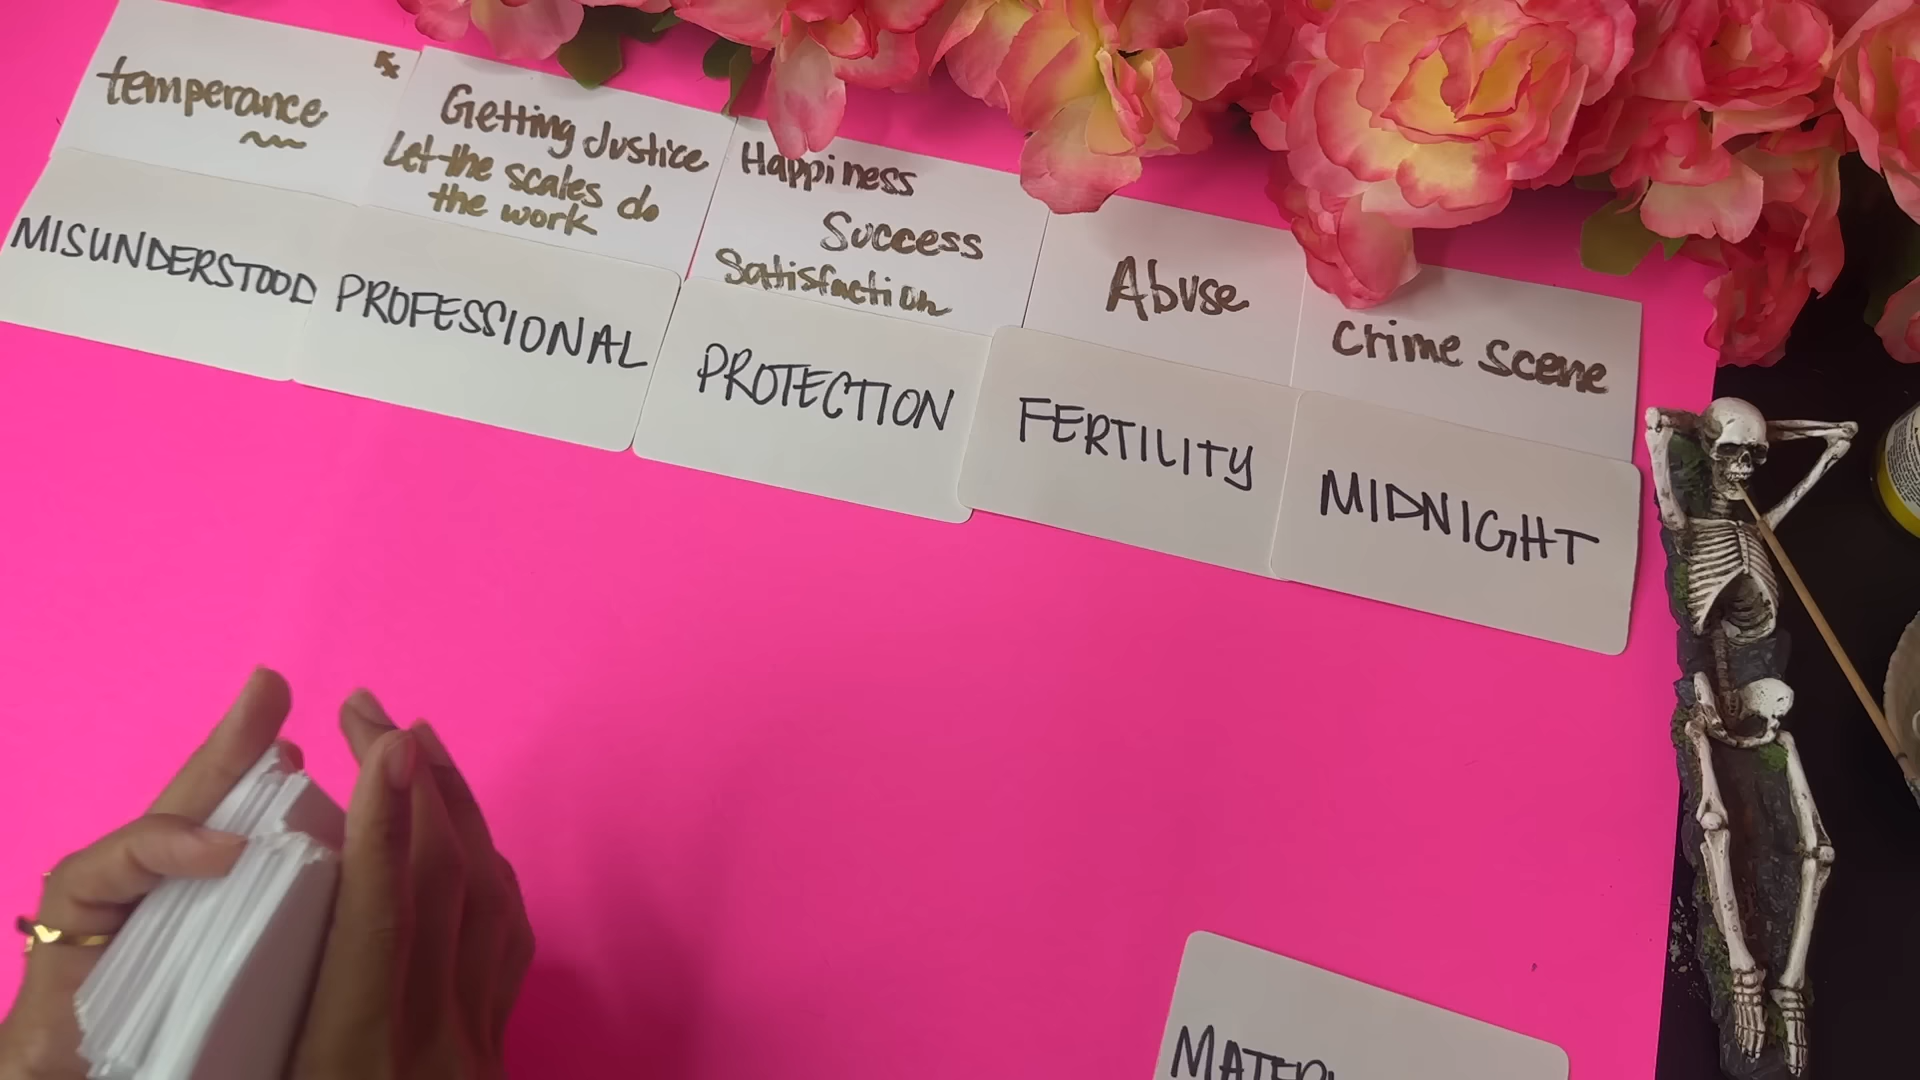 temperance
Getting Justice
Let the scales do
the work
Happiness
Success
Satisfaction
Abuse
Crime Scene
MISUNDERSTOOD
PROFESSIONAL
PROTECTION
FERTILITY
MIDNIGHT